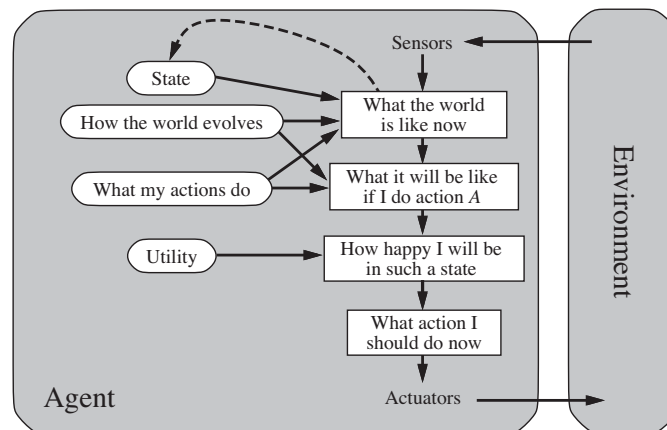 Sensors
State
What the world
is like now
How the world evolves
What it will be like
if I do action A
What my actions do
How happy I will be
in such a state
Utility
What action I
should do now
Agent
Actuators
Environment